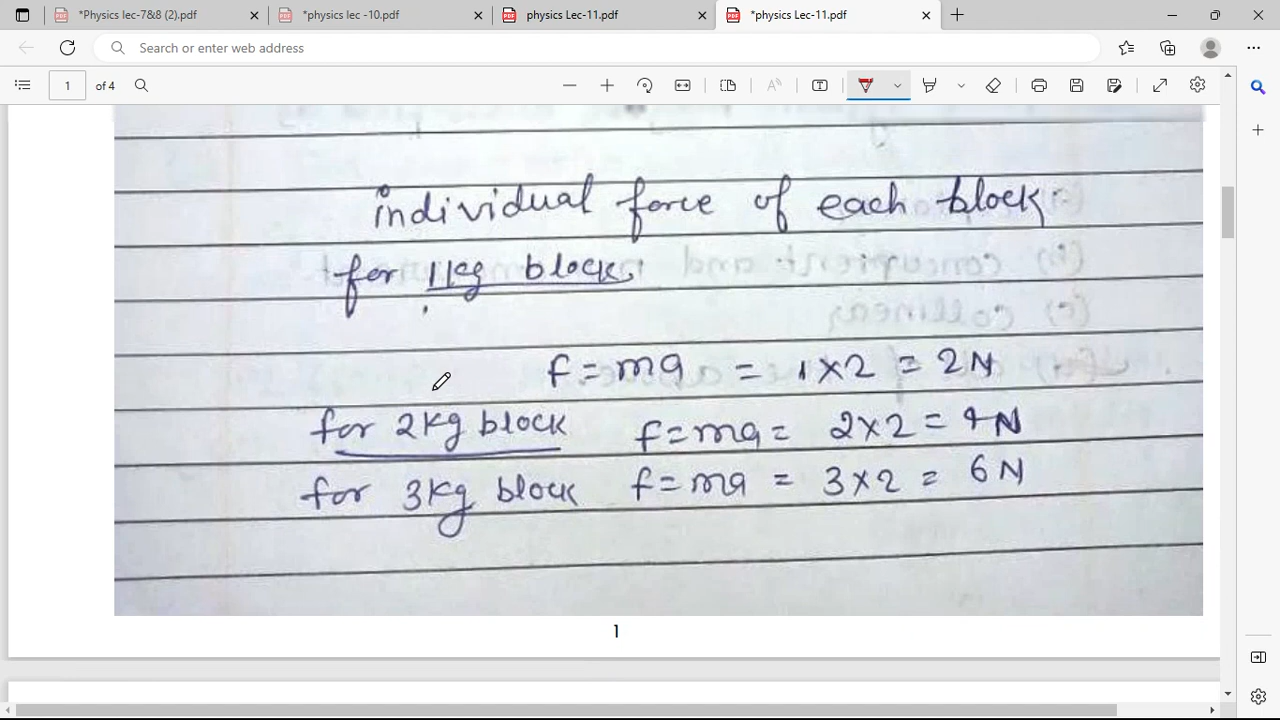 *Physics lec-7&8 (2).pdf
*physics lec -10.pdf
physics Lec-11.pdf
*physics Lec-11.pdf
Search or enter web address
1 of 4
individual force of each block
for 1kg block
f = ma = 1×2 = 2N
for 2kg block f = ma = 2×2 = 4N
for 3kg block f = ma = 3×2 = 6N
1